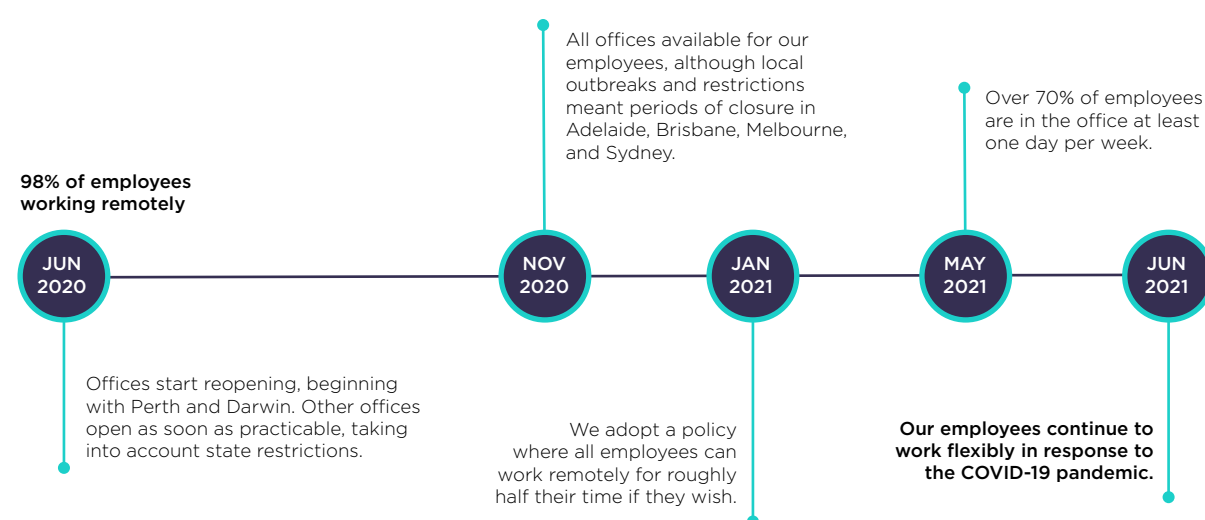 98% of employees
working remotely
JUN
2020
Offices start reopening, beginning
with Perth and Darwin. Other offices
open as soon as practicable, taking
into account state restrictions.
All offices available for our
employees, although local
outbreaks and restrictions
meant periods of closure in
Adelaide, Brisbane, Melbourne,
and Sydney.
NOV
2020
JAN
2021
We adopt a policy
where all employees can
work remotely for roughly
half their time if they wish.
Over 70% of employees
are in the office at least
one day per week.
MAY
2021
JUN
2021
Our employees continue to
work flexibly in response to
the COVID-19 pandemic.